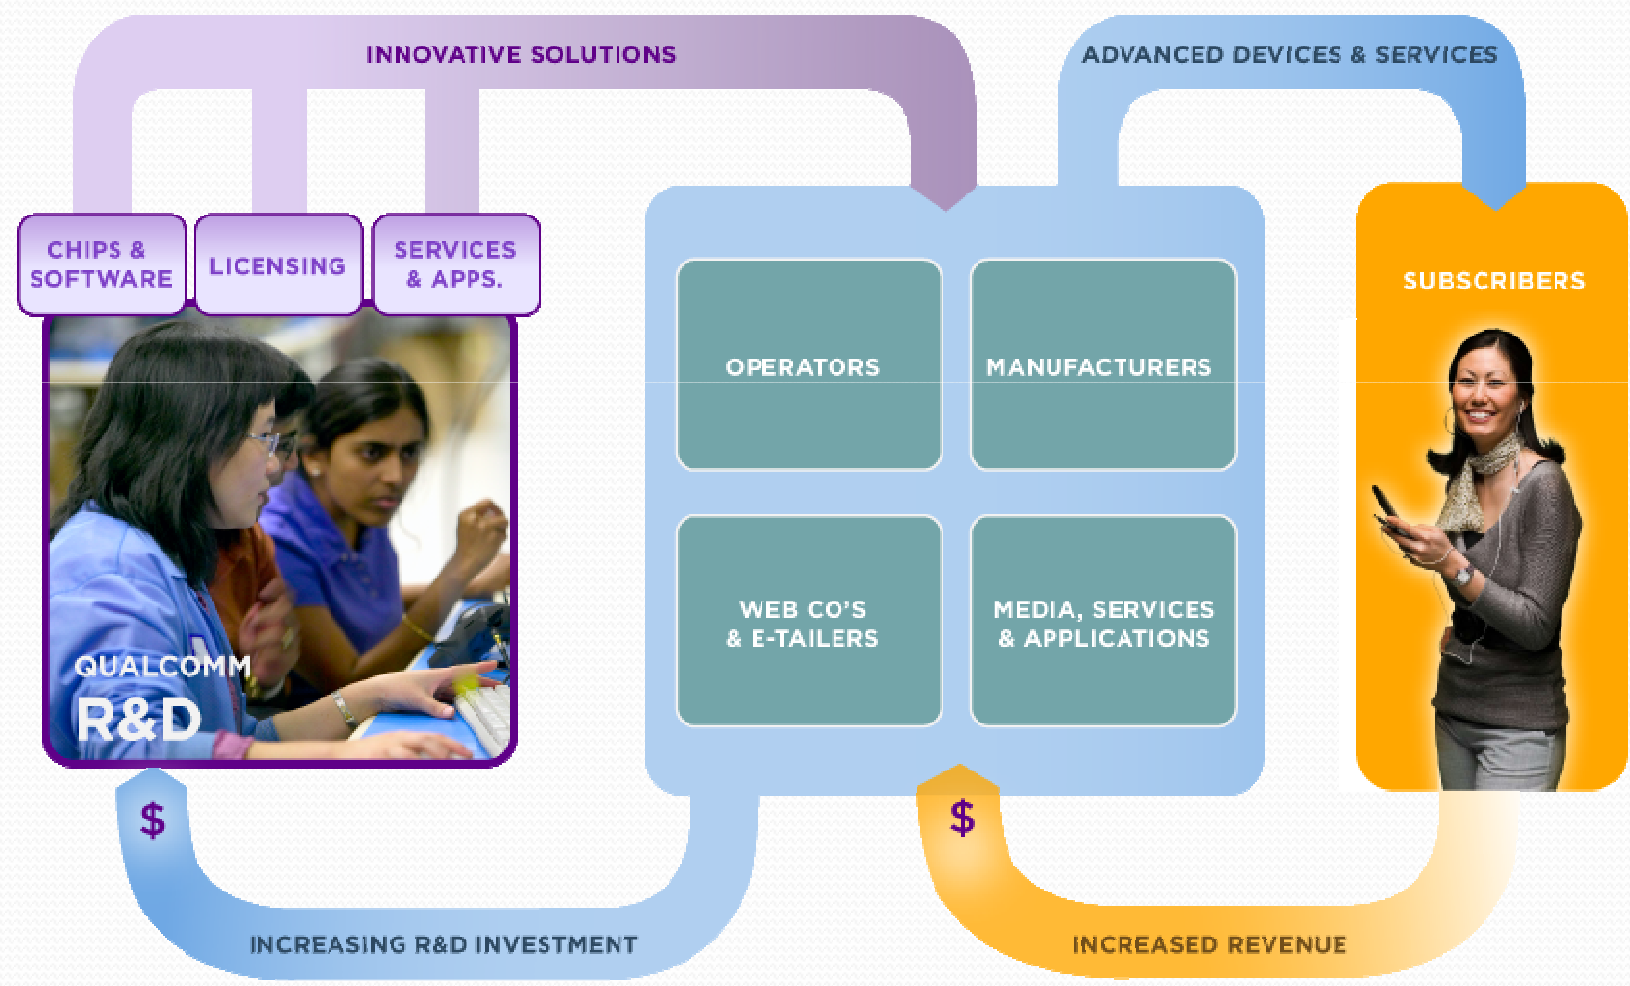 INNOVATIVE SOLUTIONS
ADVANCED DEVICES & SERVICES
CHIPS &
SOFTWARE
LICENSING
SERVICES
& APPS.
SUBSCRIBERS
OPERATORS
MANUFACTURERS
WEB CO'S
& E-TAILERS
MEDIA, SERVICES
& APPLICATIONS
QUALCOMM
R&D
$
$
INCREASING R&D INVESTMENT
INCREASED REVENUE